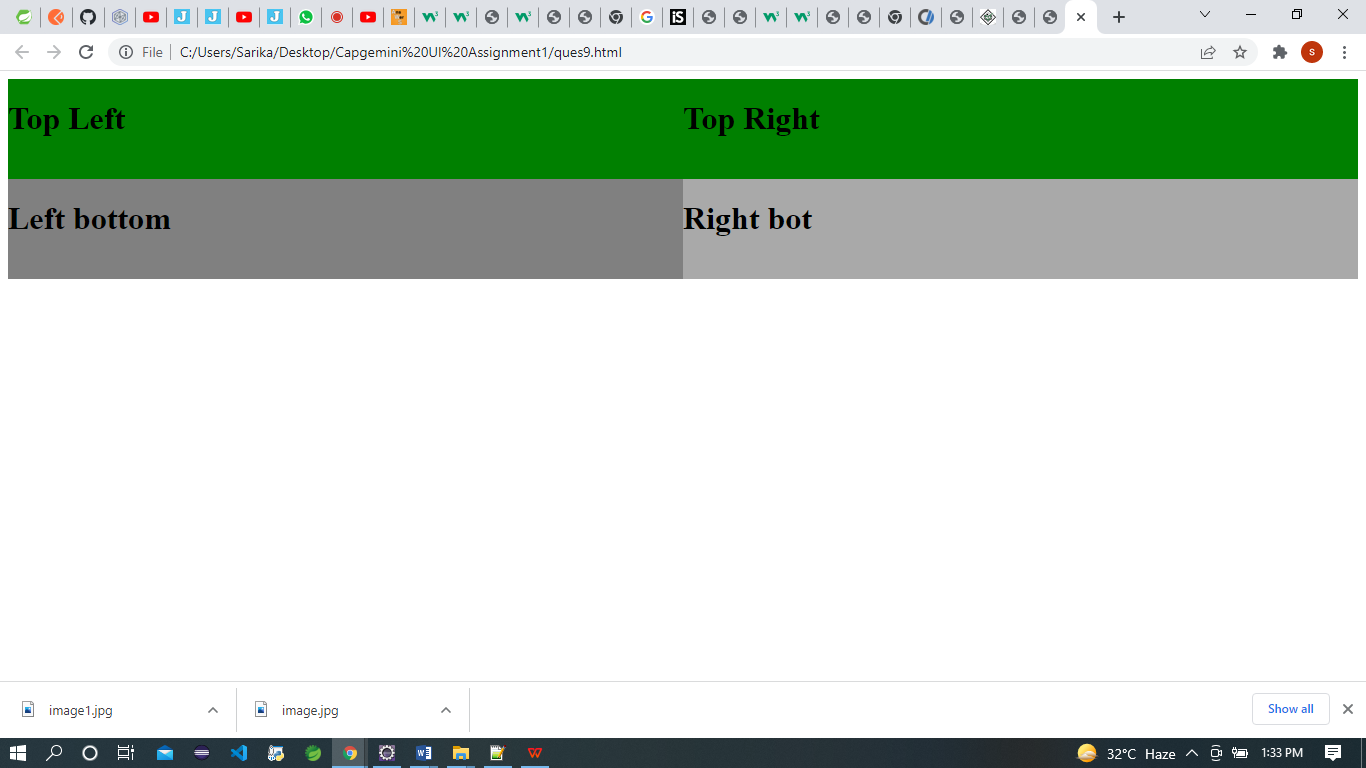 File
C:/Users/Sarika/Desktop/Capgemini%20UI%20Assignment1/ques9.html
S
Top Left
Top Right
Left bottom
Right bot
image1.jpg
image.jpg
Show all
32°C Haze
1:33 PM